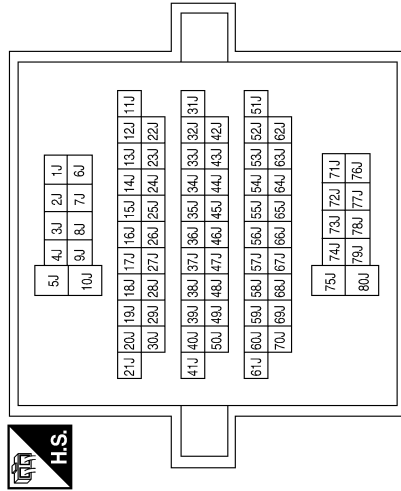 H.S.
5J 4J 3J 2J 1J
10J 9J 8J 7J 6J
21J 20J 19J 18J 17J 16J 15J 14J 13J 12J 11J
30J 29J 28J 27J 26J 25J 24J 23J 22J
41J 40J 39J 38J 37J 36J 35J 34J 33J 32J 31J
50J 49J 48J 47J 46J 45J 44J 43J 42J
61J 60J 59J 58J 57J 56J 55J 54J 53J 52J 51J
70J 69J 68J 67J 66J 65J 64J 63J 62J
75J 74J 73J 72J 71J
80J 79J 78J 77J 76J